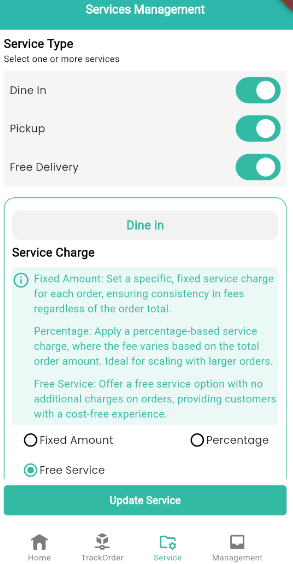 Services Management
Service Type
Select one or more services
Dine In
Pickup
Free Delivery
Dine in
Service Charge
Fixed Amount: Set a specific, fixed service charge
for each order, ensuring consistency in fees
regardless of the order total.
Percentage: Apply a percentage-based service
charge, where the fee varies based on the total
order amount. Ideal for scaling with larger orders.
Free Service: Offer a free service option with no
additional charges on orders, providing customers
with a cost-free experience.
Fixed Amount
Percentage
Free Service
Update Service
Home
TrackOrder
Service
Management